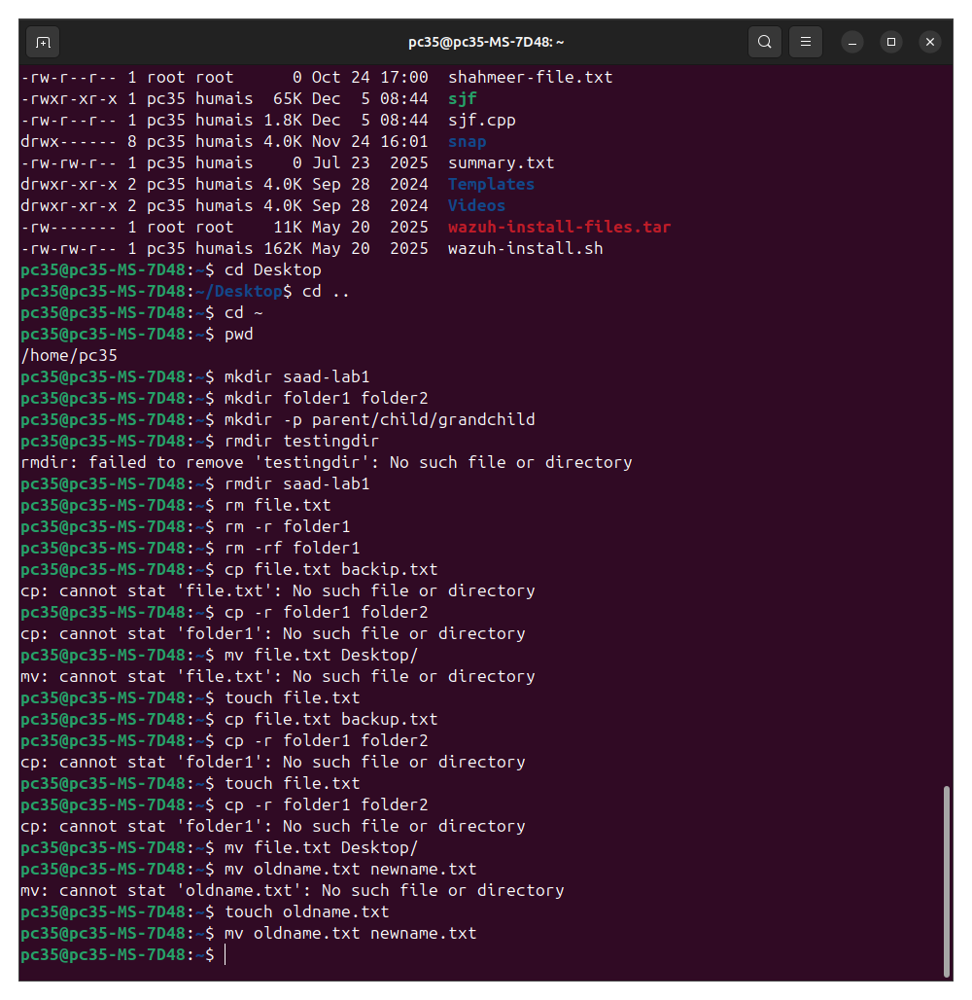 pc35@pc35-MS-7D48: ~
-rw-r--r-- 1 root root      0 Oct 24 17:00  shahmeer-file.txt
-rwxr-xr-x 1 pc35 humais  65K Dec  5 08:44  sjf
-rw-r--r-- 1 pc35 humais 1.8K Dec  5 08:44  sjf.cpp
drwx------ 8 pc35 humais 4.0K Nov 24 16:01  snap
-rw-rw-r-- 1 pc35 humais    0 Jul 23  2025  summary.txt
drwxr-xr-x 2 pc35 humais 4.0K Sep 28  2024  Templates
drwxr-xr-x 2 pc35 humais 4.0K Sep 28  2024  Videos
-rw------- 1 root root    11K May 20  2025  wazuh-install-files.tar
-rw-rw-r-- 1 pc35 humais 162K May 20  2025  wazuh-install.sh
pc35@pc35-MS-7D48:~$ cd Desktop
pc35@pc35-MS-7D48:~/Desktop$ cd ..
pc35@pc35-MS-7D48:~$ cd ~
pc35@pc35-MS-7D48:~$ pwd
/home/pc35
pc35@pc35-MS-7D48:~$ mkdir saad-lab1
pc35@pc35-MS-7D48:~$ mkdir folder1 folder2
pc35@pc35-MS-7D48:~$ mkdir -p parent/child/grandchild
pc35@pc35-MS-7D48:~$ rmdir testingdir
rmdir: failed to remove 'testingdir': No such file or directory
pc35@pc35-MS-7D48:~$ rmdir saad-lab1
pc35@pc35-MS-7D48:~$ rm file.txt
pc35@pc35-MS-7D48:~$ rm -r folder1
pc35@pc35-MS-7D48:~$ rm -rf folder1
pc35@pc35-MS-7D48:~$ cp file.txt backip.txt
cp: cannot stat 'file.txt': No such file or directory
pc35@pc35-MS-7D48:~$ cp -r folder1 folder2
cp: cannot stat 'folder1': No such file or directory
pc35@pc35-MS-7D48:~$ mv file.txt Desktop/
mv: cannot stat 'file.txt': No such file or directory
pc35@pc35-MS-7D48:~$ touch file.txt
pc35@pc35-MS-7D48:~$ cp file.txt backup.txt
pc35@pc35-MS-7D48:~$ cp -r folder1 folder2
cp: cannot stat 'folder1': No such file or directory
pc35@pc35-MS-7D48:~$ touch file.txt
pc35@pc35-MS-7D48:~$ cp -r folder1 folder2
cp: cannot stat 'folder1': No such file or directory
pc35@pc35-MS-7D48:~$ mv file.txt Desktop/
pc35@pc35-MS-7D48:~$ mv oldname.txt newname.txt
mv: cannot stat 'oldname.txt': No such file or directory
pc35@pc35-MS-7D48:~$ touch oldname.txt
pc35@pc35-MS-7D48:~$ mv oldname.txt newname.txt
pc35@pc35-MS-7D48:~$